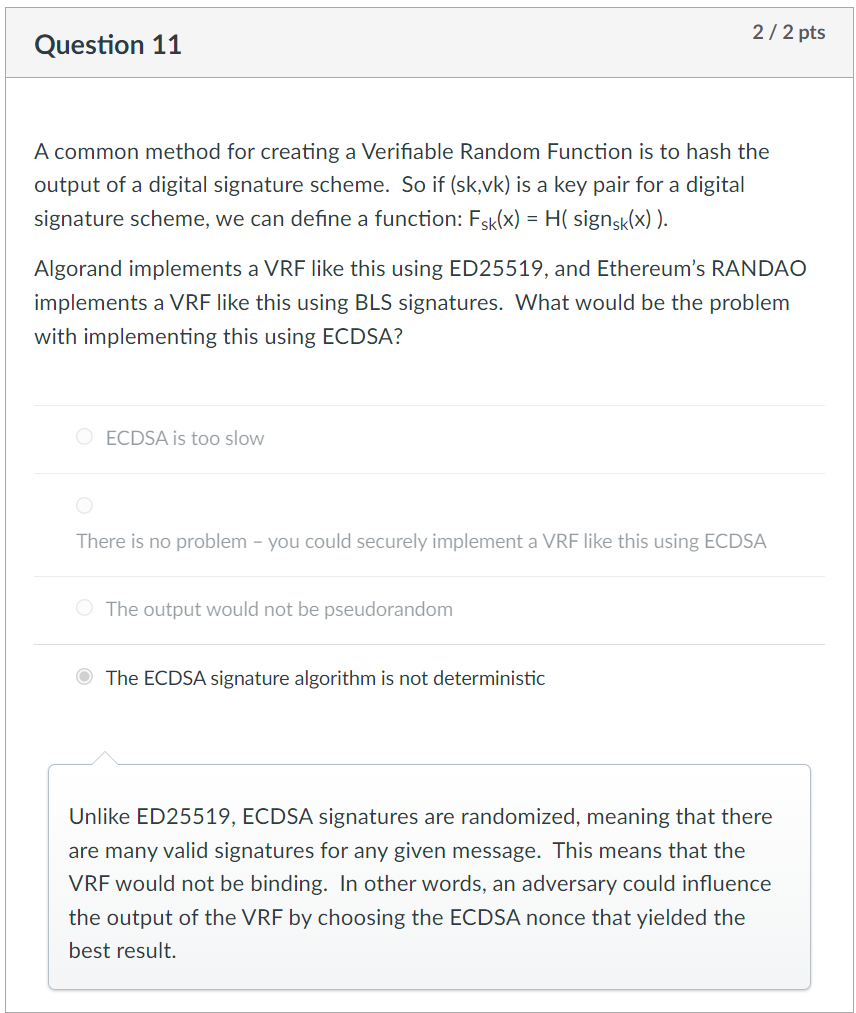 Question 11
2 / 2 pts
A common method for creating a Verifiable Random Function is to hash the
output of a digital signature scheme.  So if (sk,vk) is a key pair for a digital
signature scheme, we can define a function: Fsk(x) = H( signsk(x) ).
Algorand implements a VRF like this using ED25519, and Ethereum’s RANDAO
implements a VRF like this using BLS signatures.  What would be the problem
with implementing this using ECDSA?
ECDSA is too slow
There is no problem – you could securely implement a VRF like this using ECDSA
The output would not be pseudorandom
The ECDSA signature algorithm is not deterministic
Unlike ED25519, ECDSA signatures are randomized, meaning that there
are many valid signatures for any given message.  This means that the
VRF would not be binding.  In other words, an adversary could influence
the output of the VRF by choosing the ECDSA nonce that yielded the
best result.